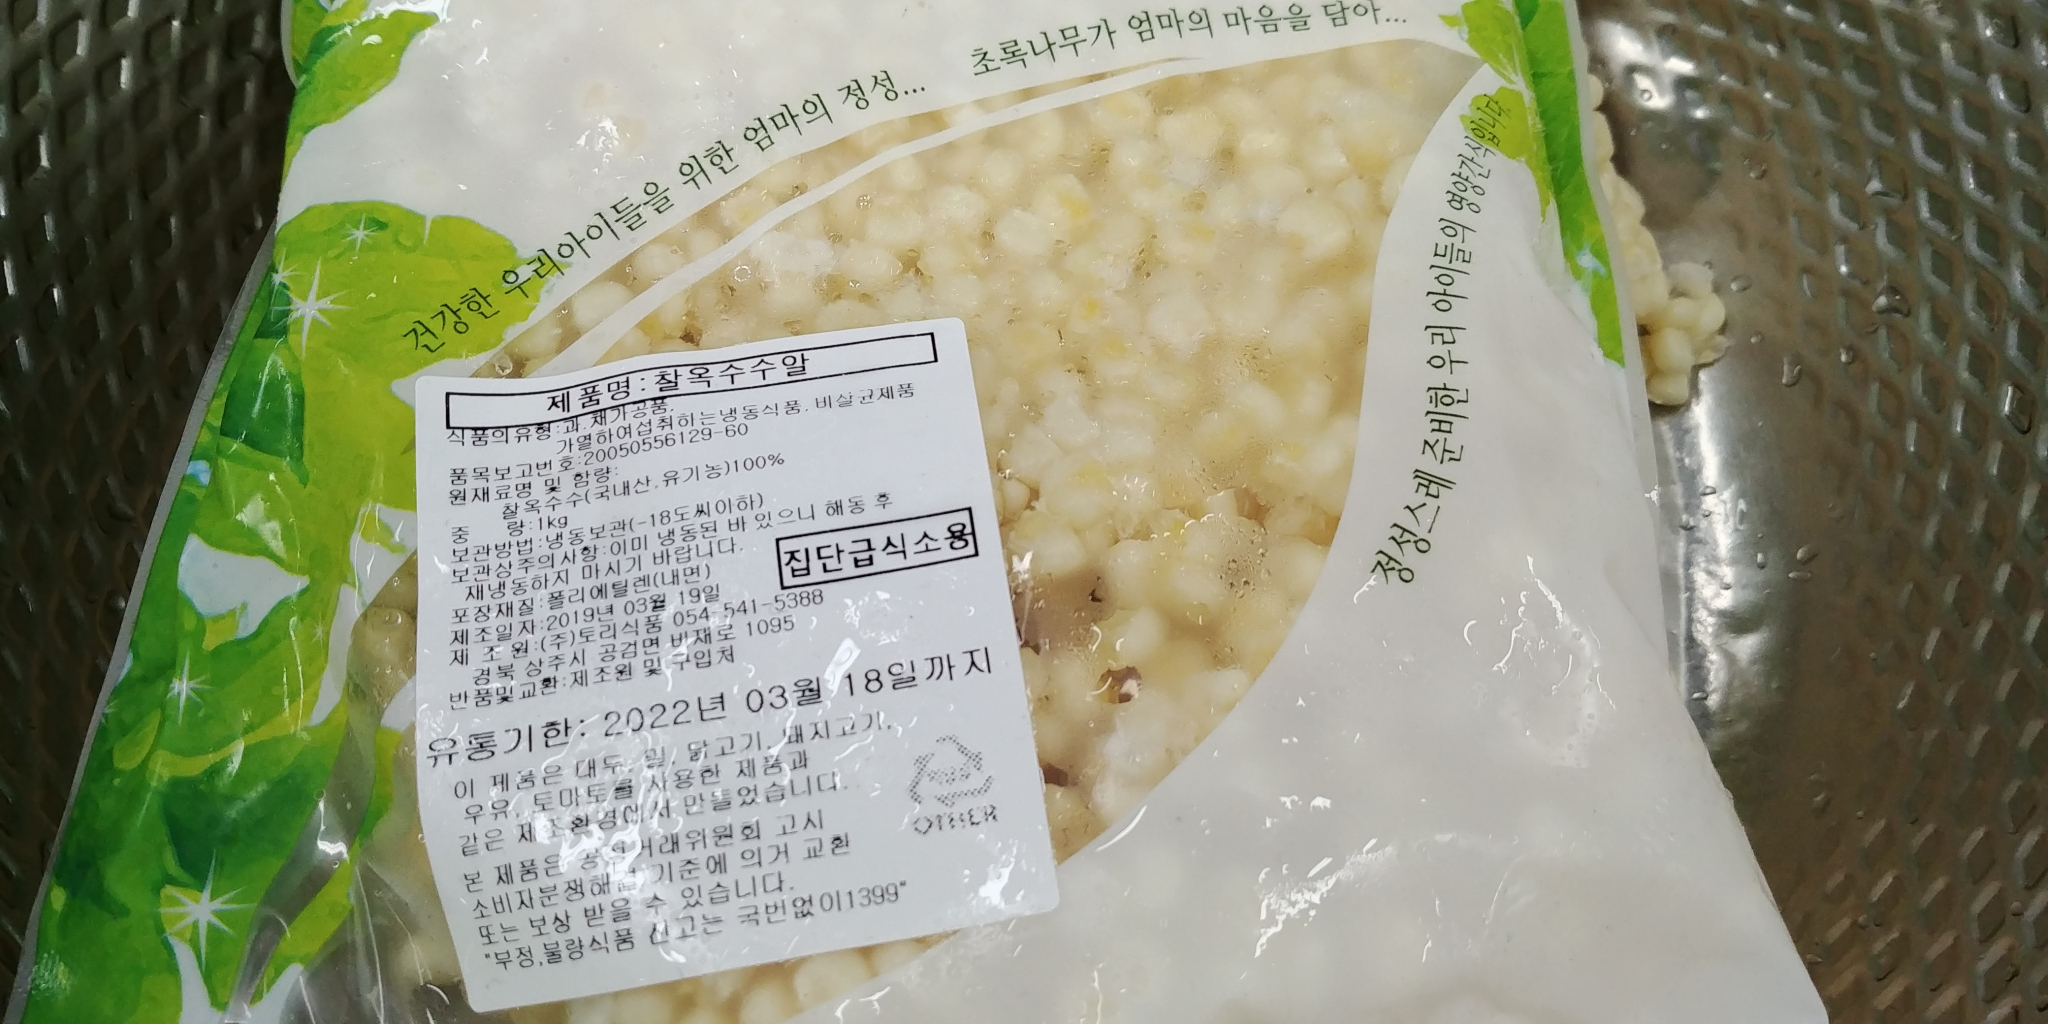 건강한 우리아이들을 위한 엄마의 정성...
초록나무가 엄마의 마음을 담아...
정성스레 준비한 우리 아이들의 영양간식입니다
제품명:찰옥수수알
식품의유형:과.채가공품,
가열하여섭취하는냉동식품. 비살균제품
품목보고번호:20050556129-60
원재료명 및 함량:
찰옥수수(국내산,유기농)100%
중 량:1kg
보관방법:냉동보관(-18도씨이하)
보관상주의사항:이미 냉동된 바 있으니 해동 후
재냉동하지 마시기 바랍니다.
집단급식소용
포장재질:폴리에틸렌(내면)
제조일자:2019년 03월 19일
제 조 원:(주)토리식품 054-541-5388
경북 상주시 공검면 빈재로 1095
반품및교환:제조원 및 구입처
유통기한: 2022년 03월 18일까지
이 제품은 대두, 밀, 닭고기, 돼지고기,
우유, 토마토를 사용한 제품과
같은 제조환경에서 만들었습니다.
본 제품은 공정거래위원회 고시
소비자분쟁해결 기준에 의거 교환
또는 보상 받을 수 있습니다.
"부정,불량식품 신고는 국번없이1399"
OTHER